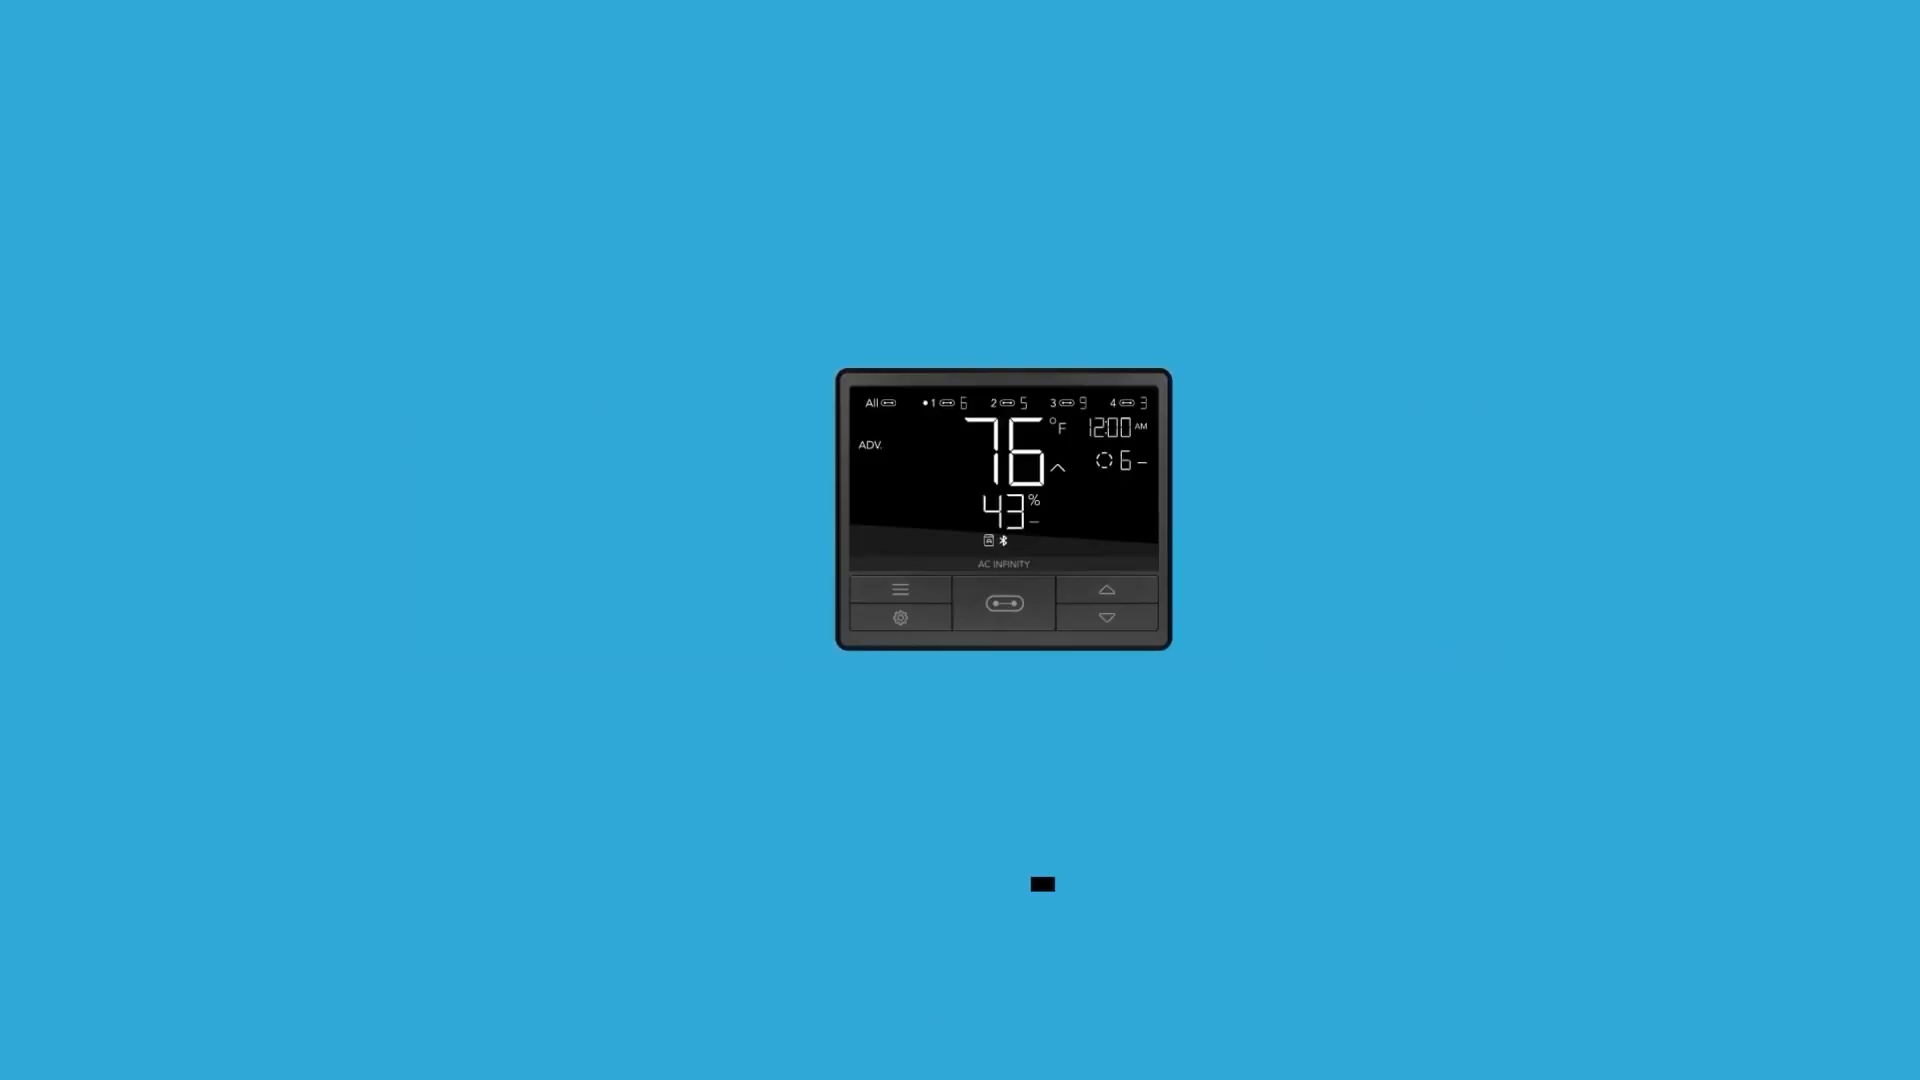 All 1 6 2 5 3 9 4 3
76 °F 12:00 AM
ADV.
6 –
43 %
–
AC INFINITY